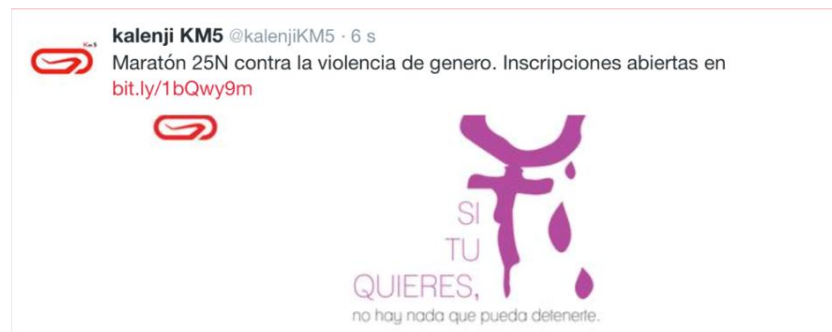 kalenji KM5 @kalenjiKM5 · 6 s
Maratón 25N contra la violencia de genero. Inscripciones abiertas en
bit.ly/1bQwy9m
SI
TU
QUIERES,
no hay nada que pueda detenerte.